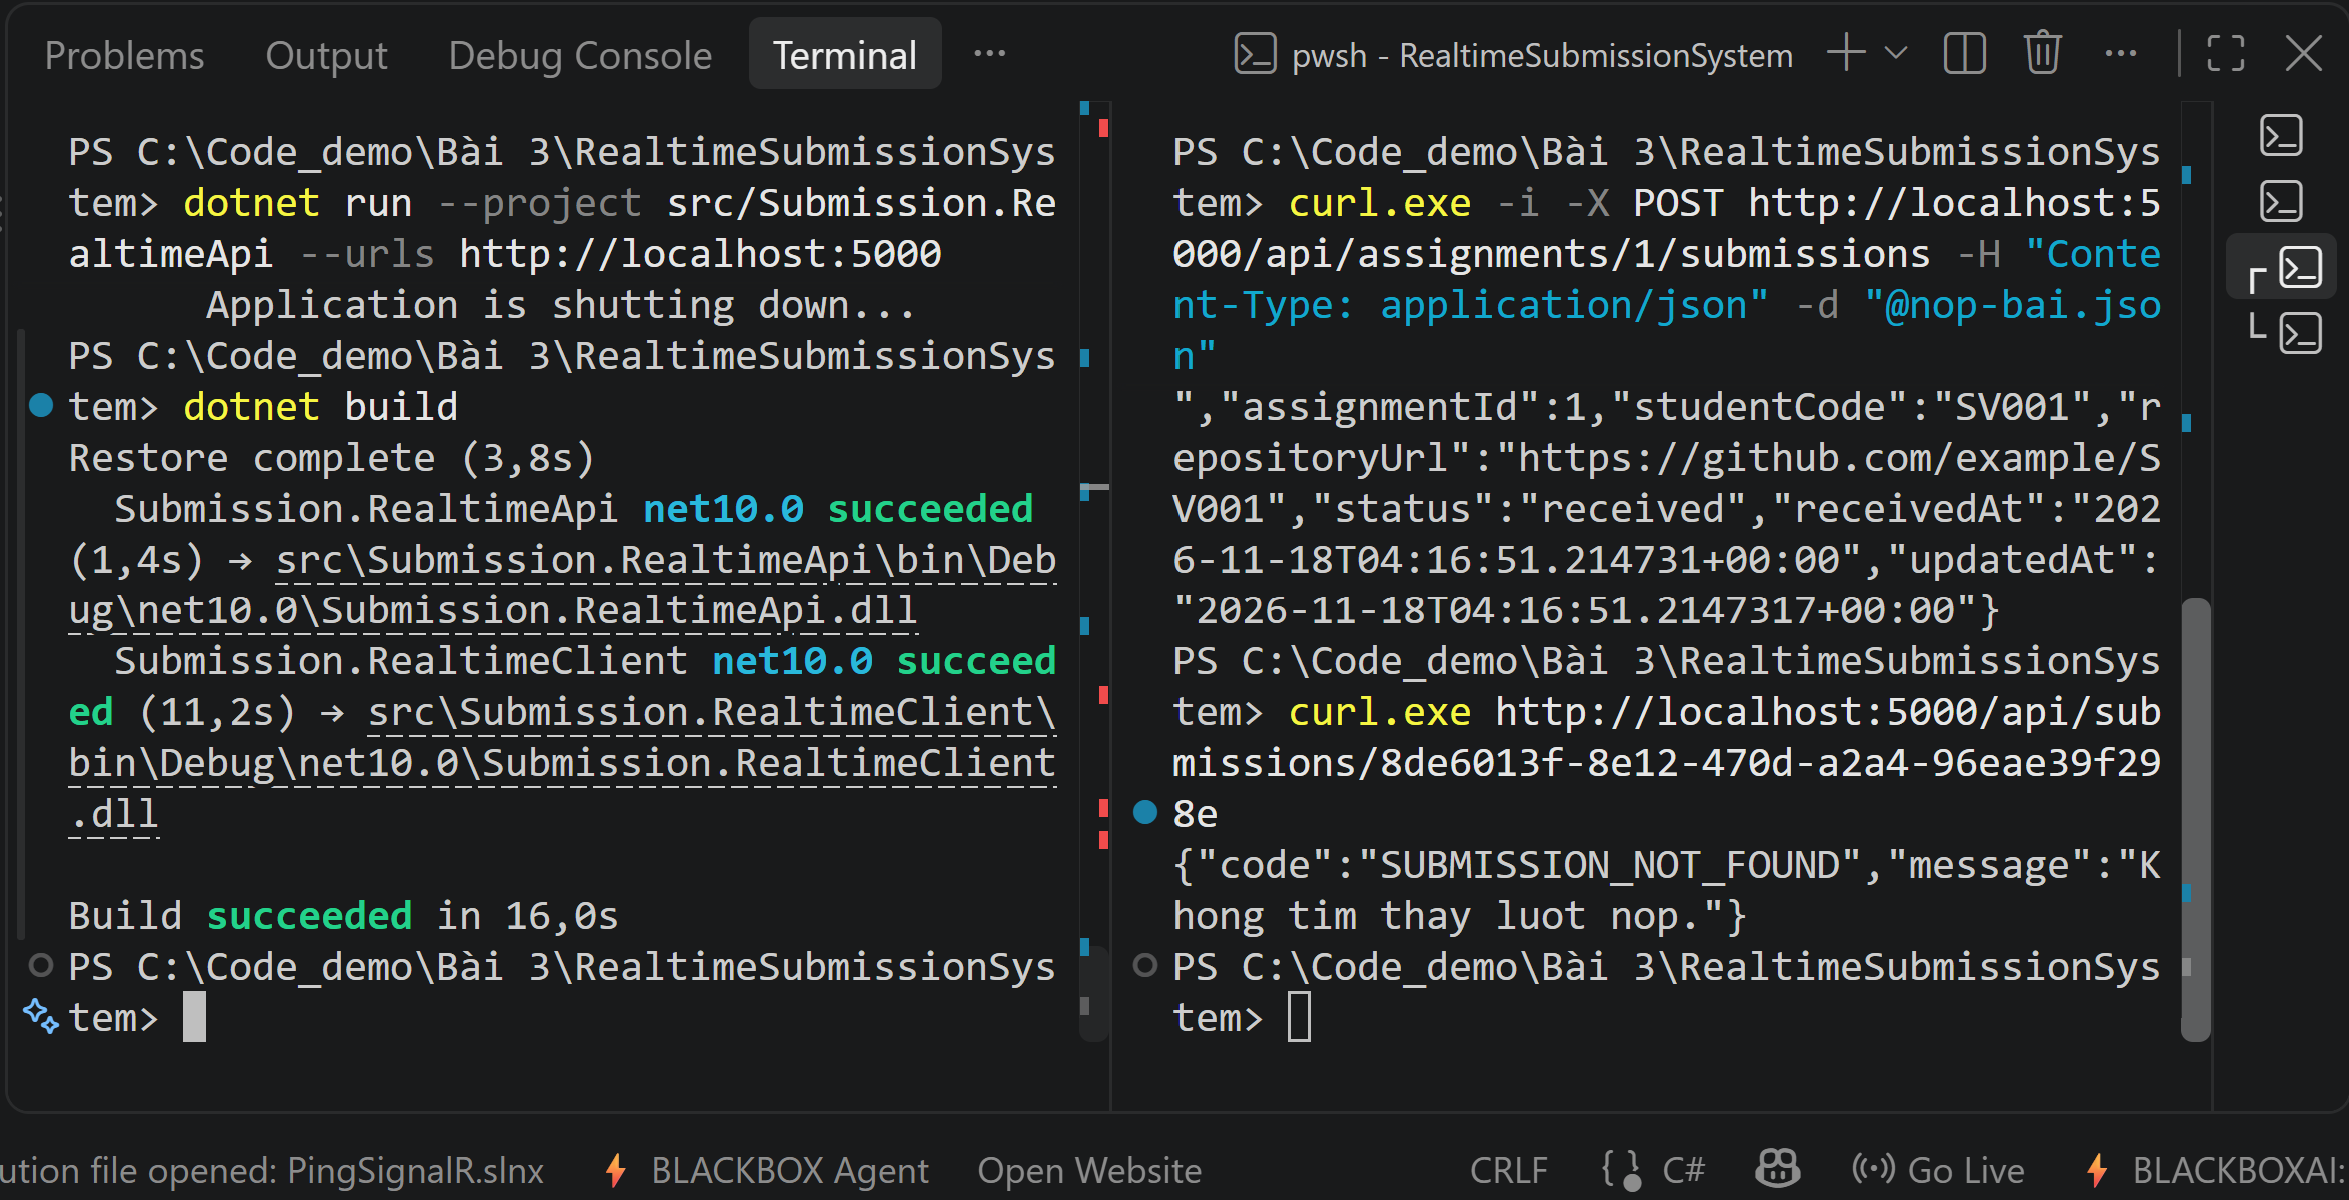 Problems Output Debug Console Terminal ··· pwsh - RealtimeSubmissionSystem
PS C:\Code_demo\Bài 3\RealtimeSubmissionSys
tem> dotnet run --project src/Submission.Re
altimeApi --urls http://localhost:5000
Application is shutting down...
PS C:\Code_demo\Bài 3\RealtimeSubmissionSys
tem> dotnet build
Restore complete (3,8s)
Submission.RealtimeApi net10.0 succeeded
(1,4s) → src\Submission.RealtimeApi\bin\Deb
ug\net10.0\Submission.RealtimeApi.dll
Submission.RealtimeClient net10.0 succeed
ed (11,2s) → src\Submission.RealtimeClient\
bin\Debug\net10.0\Submission.RealtimeClient
.dll
Build succeeded in 16,0s
PS C:\Code_demo\Bài 3\RealtimeSubmissionSys
tem>
PS C:\Code_demo\Bài 3\RealtimeSubmissionSys
tem> curl.exe -i -X POST http://localhost:5
000/api/assignments/1/submissions -H "Conte
nt-Type: application/json" -d "@nop-bai.jso
n"
","assignmentId":1,"studentCode":"SV001","r
epositoryUrl":"https://github.com/example/S
V001","status":"received","receivedAt":"202
6-11-18T04:16:51.214731+00:00","updatedAt":
"2026-11-18T04:16:51.2147317+00:00"}
PS C:\Code_demo\Bài 3\RealtimeSubmissionSys
tem> curl.exe http://localhost:5000/api/sub
missions/8de6013f-8e12-470d-a2a4-96eae39f29
8e
{"code":"SUBMISSION_NOT_FOUND","message":"K
hong tim thay luot nop."}
PS C:\Code_demo\Bài 3\RealtimeSubmissionSys
tem>
ution file opened: PingSignalR.slnx BLACKBOX Agent Open Website CRLF C# Go Live BLACKBOXAI: